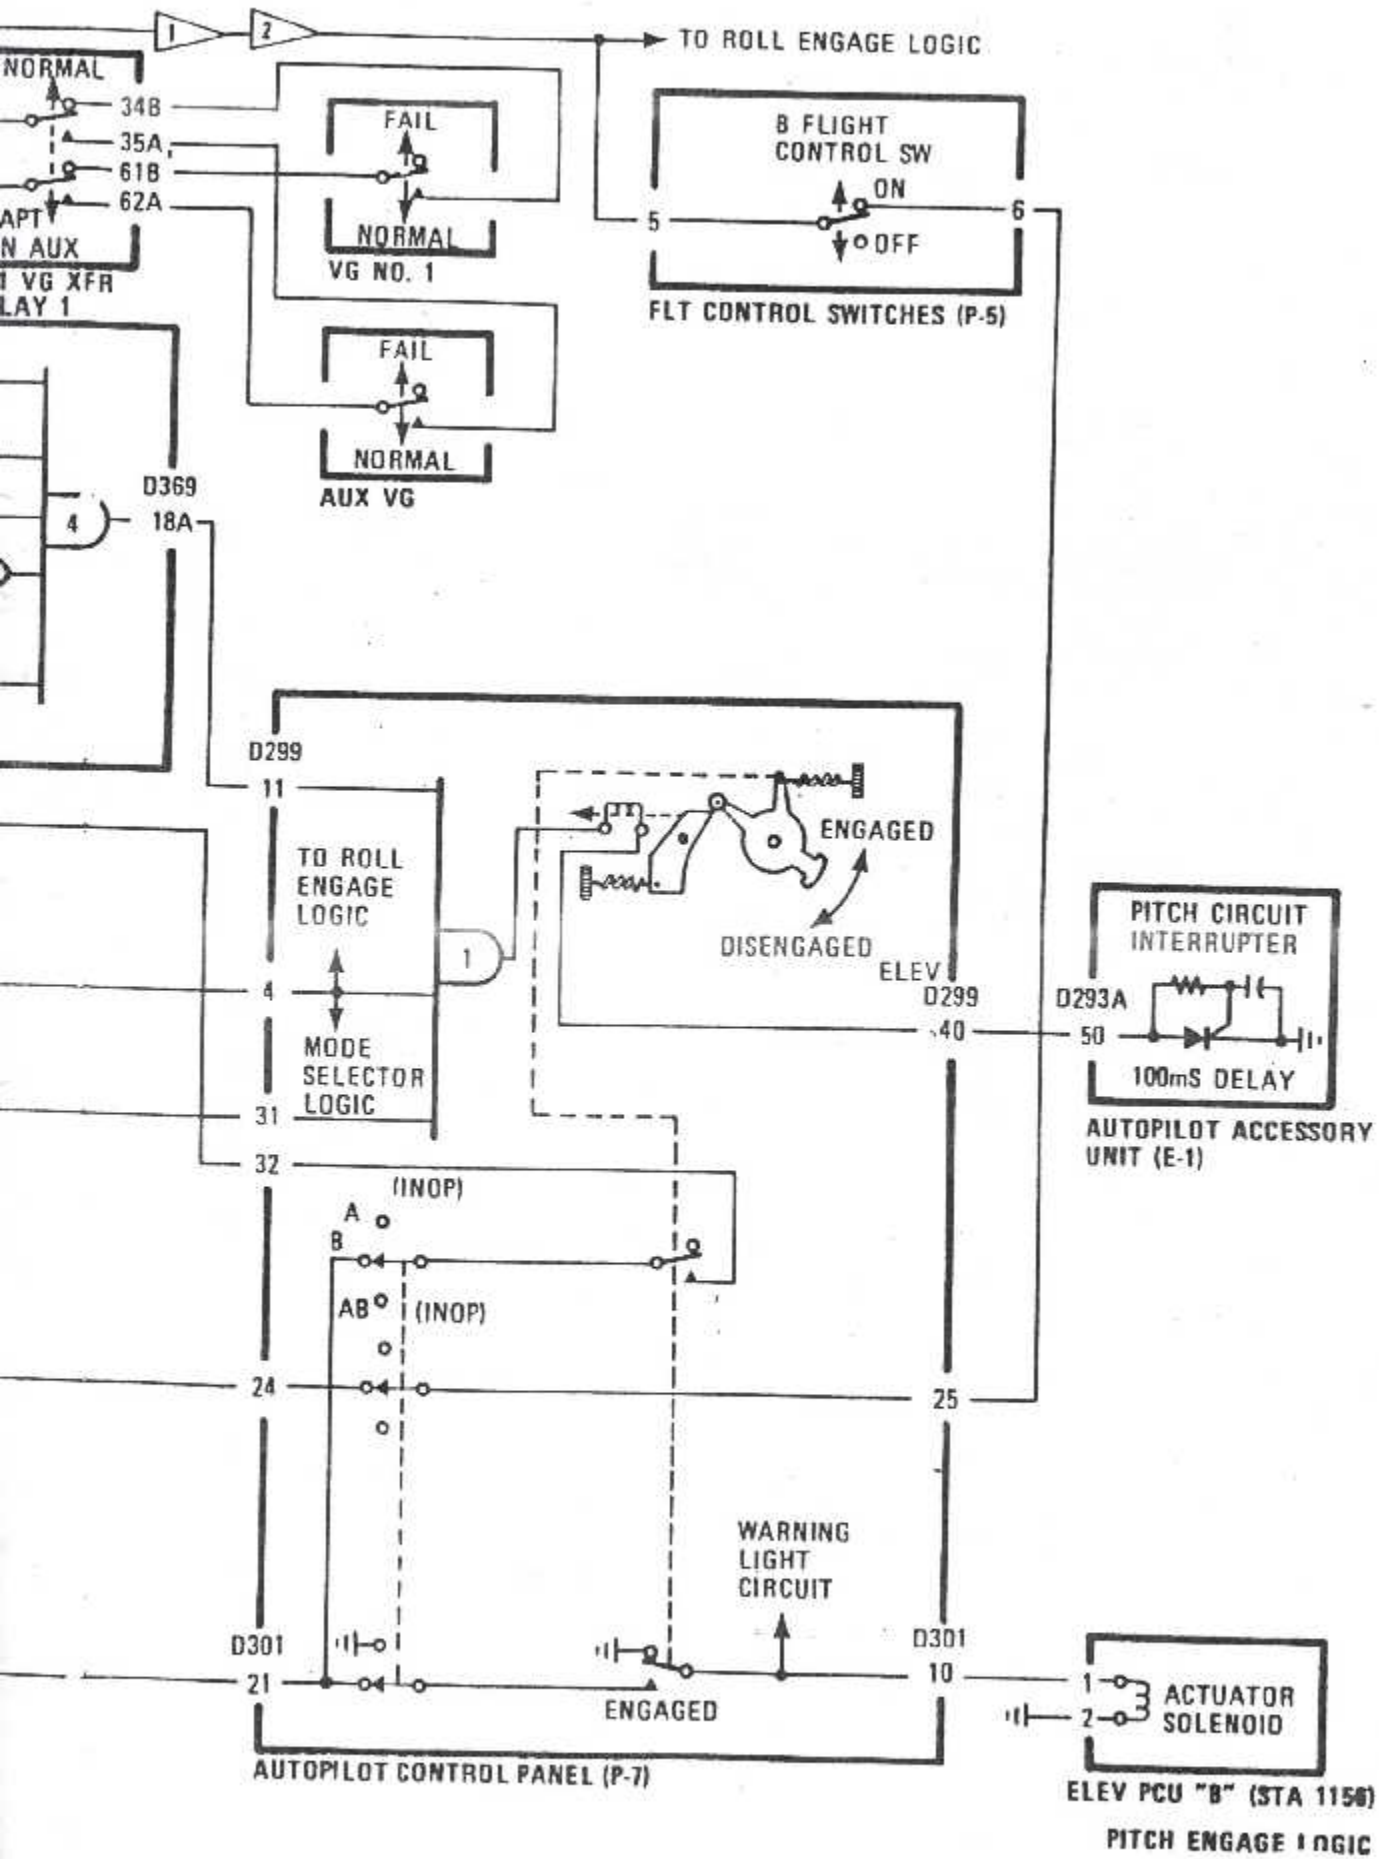 1
2
TO ROLL ENGAGE LOGIC
NORMAL
34B
35A
61B
62A
APT
N AUX
1 VG XFR
LAY 1
FAIL
NORMAL
VG NO. 1
B FLIGHT
CONTROL SW
ON
OFF
5
6
FLT CONTROL SWITCHES (P-5)
FAIL
NORMAL
AUX VG
D369
4
18A
D299
11
TO ROLL
ENGAGE
LOGIC
ENGAGED
DISENGAGED
1
4
ELEV
D299
40
MODE
SELECTOR
LOGIC
31
32
PITCH CIRCUIT
INTERRUPTER
D293A
50
100mS DELAY
AUTOPILOT ACCESSORY
UNIT (E-1)
(INOP)
A
B
AB
(INOP)
24
25
WARNING
LIGHT
CIRCUIT
D301
21
ENGAGED
D301
10
1
2
ACTUATOR
SOLENOID
AUTOPILOT CONTROL PANEL (P-7)
ELEV PCU "B" (STA 1156)
PITCH ENGAGE LOGIC